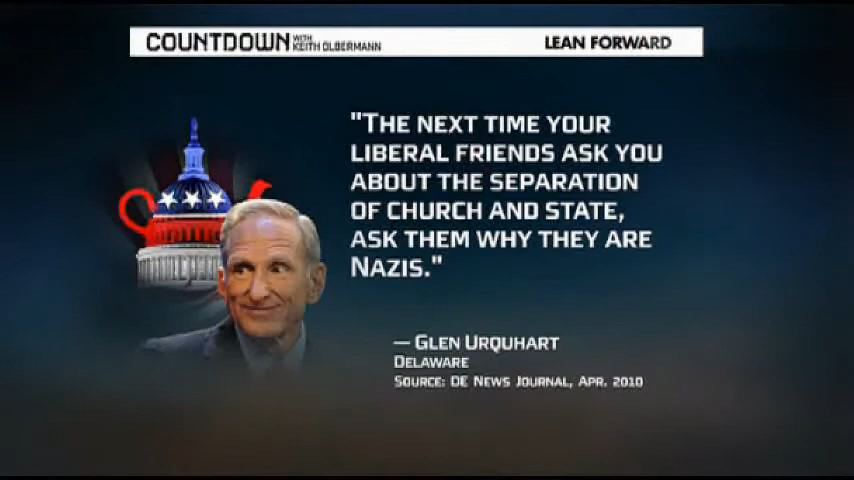 COUNTDOWN WITH KEITH OLBERMANN LEAN FORWARD
"THE NEXT TIME YOUR
LIBERAL FRIENDS ASK YOU
ABOUT THE SEPARATION
OF CHURCH AND STATE,
ASK THEM WHY THEY ARE
NAZIS."
— GLEN URQUHART
DELAWARE
SOURCE: DE NEWS JOURNAL, APR. 2010